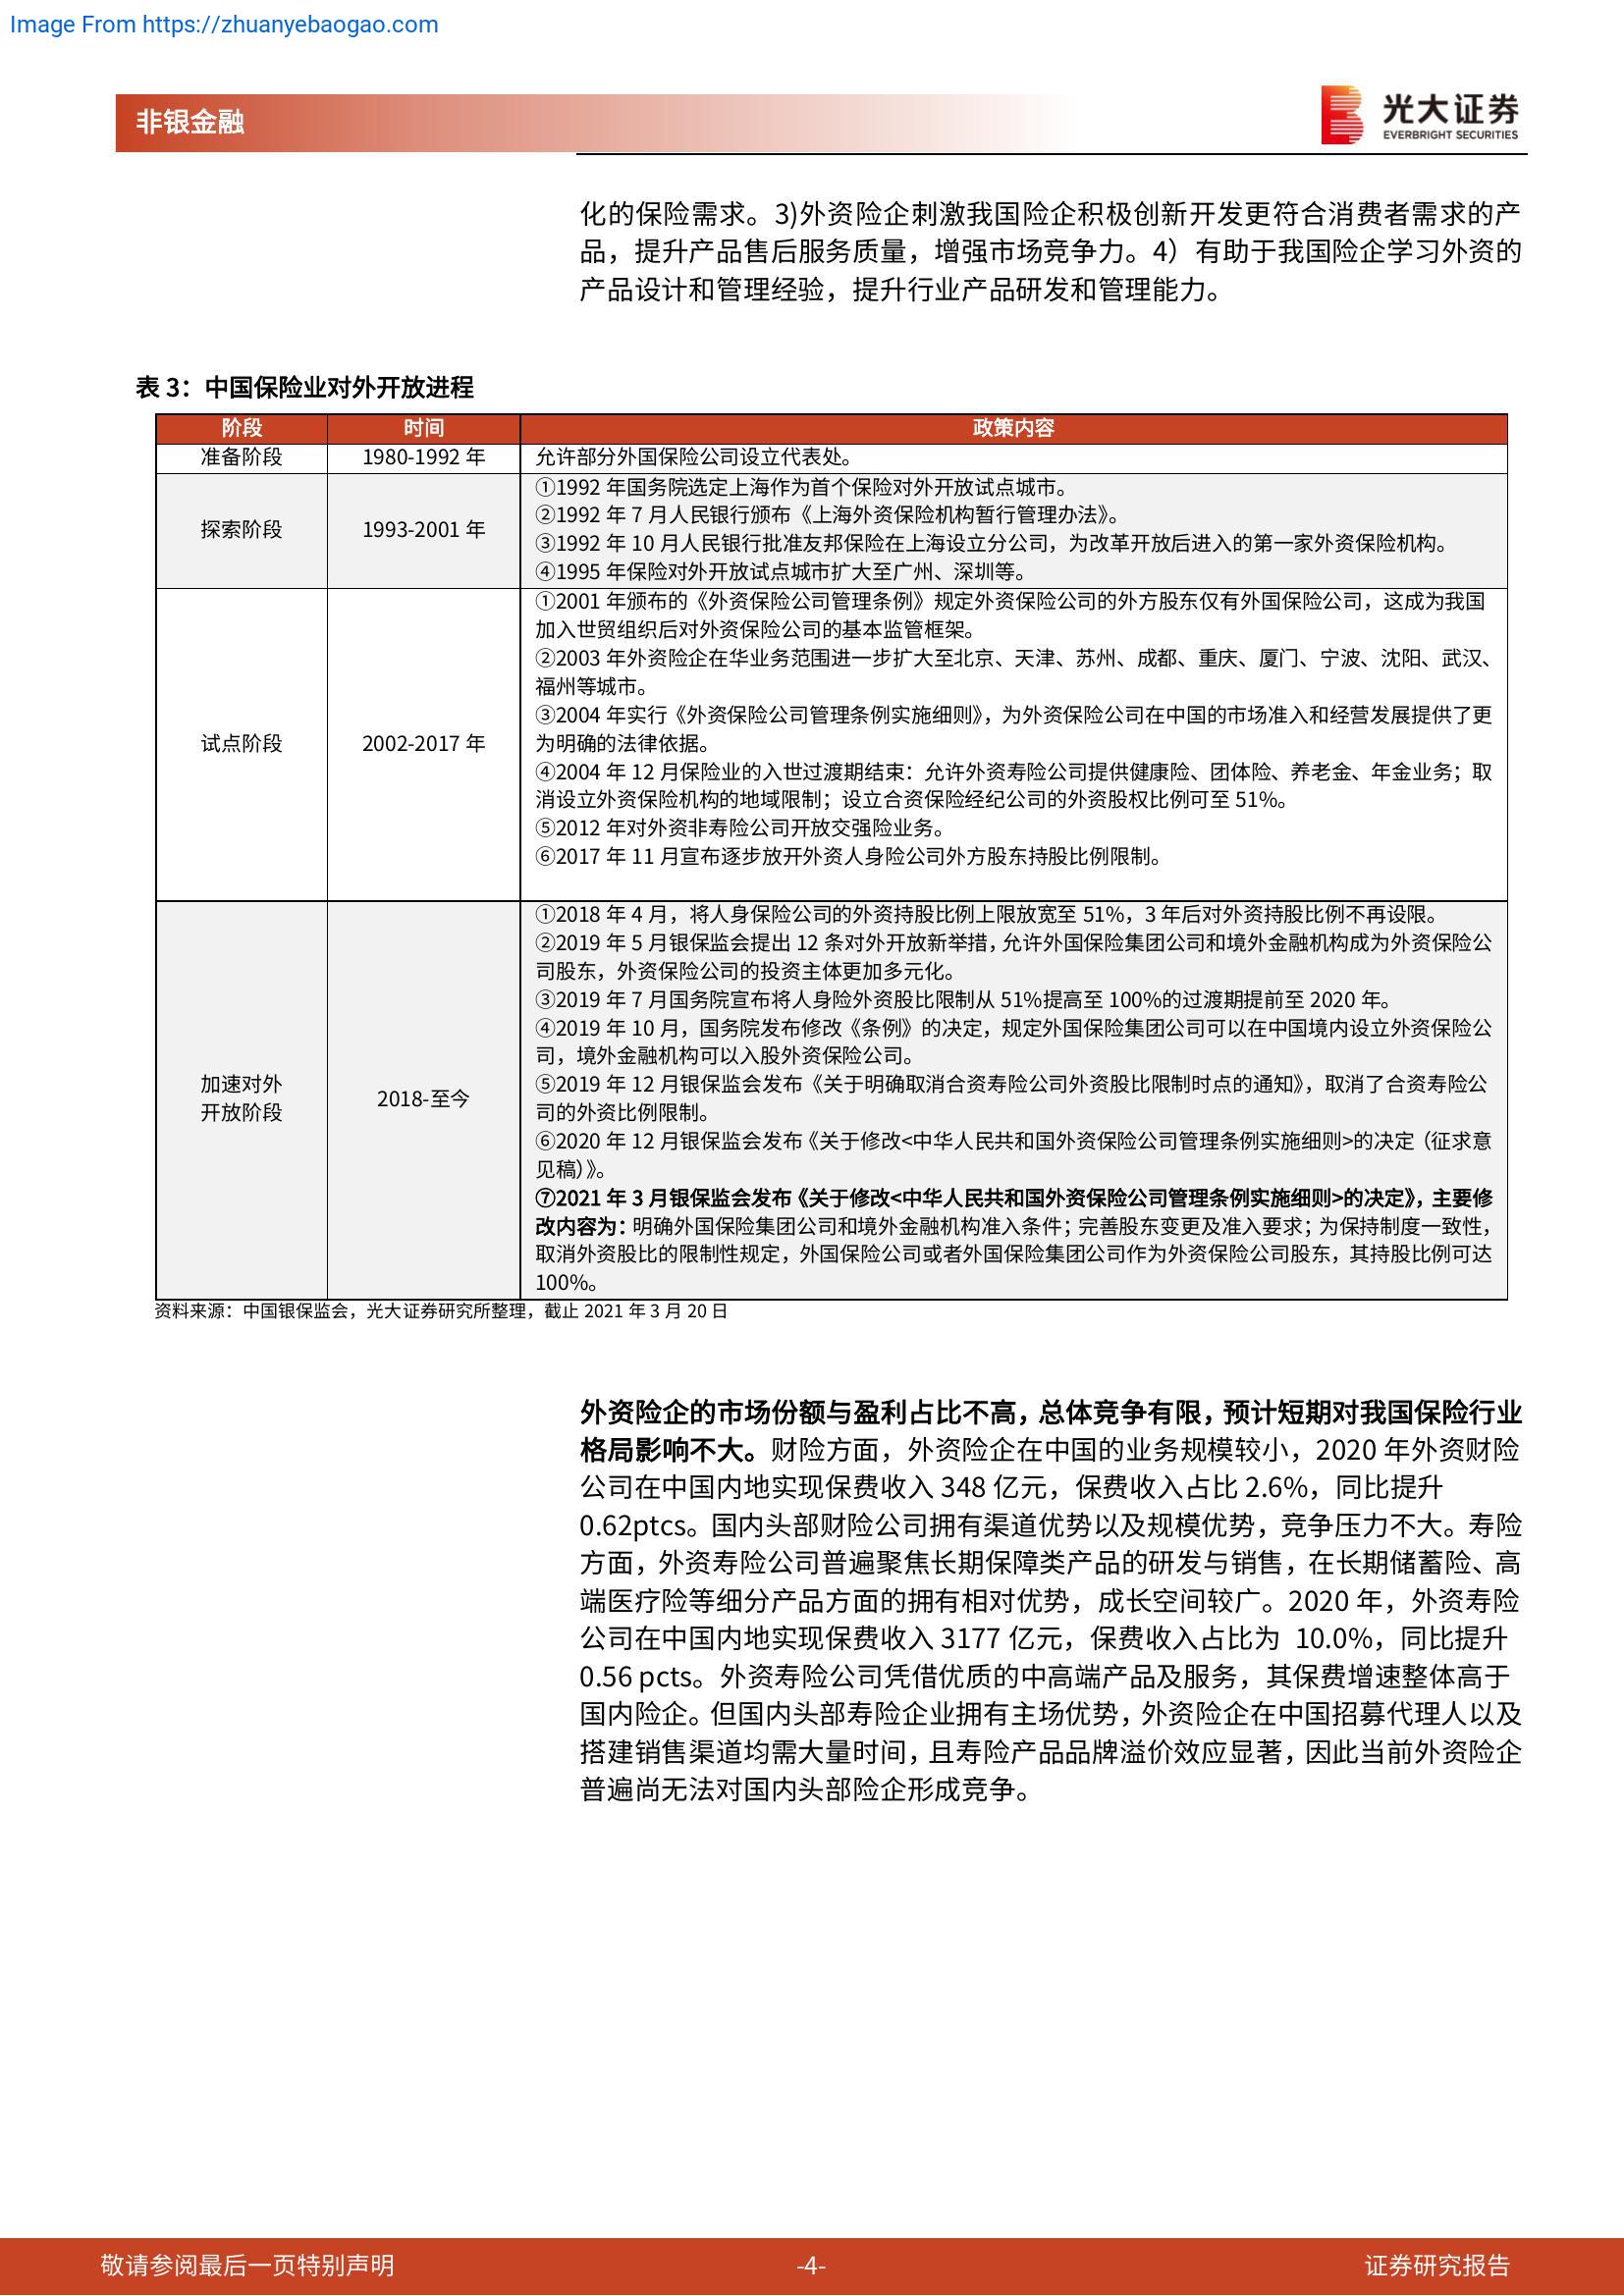 Image From https://zhuanyebaogao.com
非银金融
光大证券
EVERBRIGHT SECURITIES
化的保险需求。3)外资险企刺激我国险企积极创新开发更符合消费者需求的产
品，提升产品售后服务质量，增强市场竞争力。4）有助于我国险企学习外资的
产品设计和管理经验，提升行业产品研发和管理能力。
表 3：中国保险业对外开放进程
阶段 时间 政策内容
准备阶段 1980-1992 年 允许部分外国保险公司设立代表处。
探索阶段 1993-2001 年
①1992 年国务院选定上海作为首个保险对外开放试点城市。
②1992 年 7 月人民银行颁布《上海外资保险机构暂行管理办法》。
③1992 年 10 月人民银行批准友邦保险在上海设立分公司，为改革开放后进入的第一家外资保险机构。
④1995 年保险对外开放试点城市扩大至广州、深圳等。
试点阶段 2002-2017 年
①2001 年颁布的《外资保险公司管理条例》规定外资保险公司的外方股东仅有外国保险公司，这成为我国
加入世贸组织后对外资保险公司的基本监管框架。
②2003 年外资险企在华业务范围进一步扩大至北京、天津、苏州、成都、重庆、厦门、宁波、沈阳、武汉、
福州等城市。
③2004 年实行《外资保险公司管理条例实施细则》，为外资保险公司在中国的市场准入和经营发展提供了更
为明确的法律依据。
④2004 年 12 月保险业的入世过渡期结束：允许外资寿险公司提供健康险、团体险、养老金、年金业务；取
消设立外资保险机构的地域限制；设立合资保险经纪公司的外资股权比例可至 51%。
⑤2012 年对外资非寿险公司开放交强险业务。
⑥2017 年 11 月宣布逐步放开外资人身险公司外方股东持股比例限制。
加速对外
开放阶段
2018-至今
①2018 年 4 月，将人身保险公司的外资持股比例上限放宽至 51%，3 年后对外资持股比例不再设限。
②2019 年 5 月银保监会提出 12 条对外开放新举措，允许外国保险集团公司和境外金融机构成为外资保险公
司股东，外资保险公司的投资主体更加多元化。
③2019 年 7 月国务院宣布将人身险外资股比限制从 51%提高至 100%的过渡期提前至 2020 年。
④2019 年 10 月，国务院发布修改《条例》的决定，规定外国保险集团公司可以在中国境内设立外资保险公
司，境外金融机构可以入股外资保险公司。
⑤2019 年 12 月银保监会发布《关于明确取消合资寿险公司外资股比限制时点的通知》，取消了合资寿险公
司的外资比例限制。
⑥2020 年 12 月银保监会发布《关于修改<中华人民共和国外资保险公司管理条例实施细则>的决定（征求意
见稿）》。
⑦2021 年 3 月银保监会发布《关于修改<中华人民共和国外资保险公司管理条例实施细则>的决定》，主要修
改内容为：明确外国保险集团公司和境外金融机构准入条件；完善股东变更及准入要求；为保持制度一致性，
取消外资股比的限制性规定，外国保险公司或者外国保险集团公司作为外资保险公司股东，其持股比例可达
100%。
资料来源：中国银保监会，光大证券研究所整理，截止 2021 年 3 月 20 日
外资险企的市场份额与盈利占比不高，总体竞争有限，预计短期对我国保险行业
格局影响不大。财险方面，外资险企在中国的业务规模较小，2020 年外资财险
公司在中国内地实现保费收入 348 亿元，保费收入占比 2.6%，同比提升
0.62ptcs。国内头部财险公司拥有渠道优势以及规模优势，竞争压力不大。寿险
方面，外资寿险公司普遍聚焦长期保障类产品的研发与销售，在长期储蓄险、高
端医疗险等细分产品方面的拥有相对优势，成长空间较广。2020 年，外资寿险
公司在中国内地实现保费收入 3177 亿元，保费收入占比为 10.0%，同比提升
0.56 pcts。外资寿险公司凭借优质的中高端产品及服务，其保费增速整体高于
国内险企。但国内头部寿险企业拥有主场优势，外资险企在中国招募代理人以及
搭建销售渠道均需大量时间，且寿险产品品牌溢价效应显著，因此当前外资险企
普遍尚无法对国内头部险企形成竞争。
敬请参阅最后一页特别声明 -4- 证券研究报告